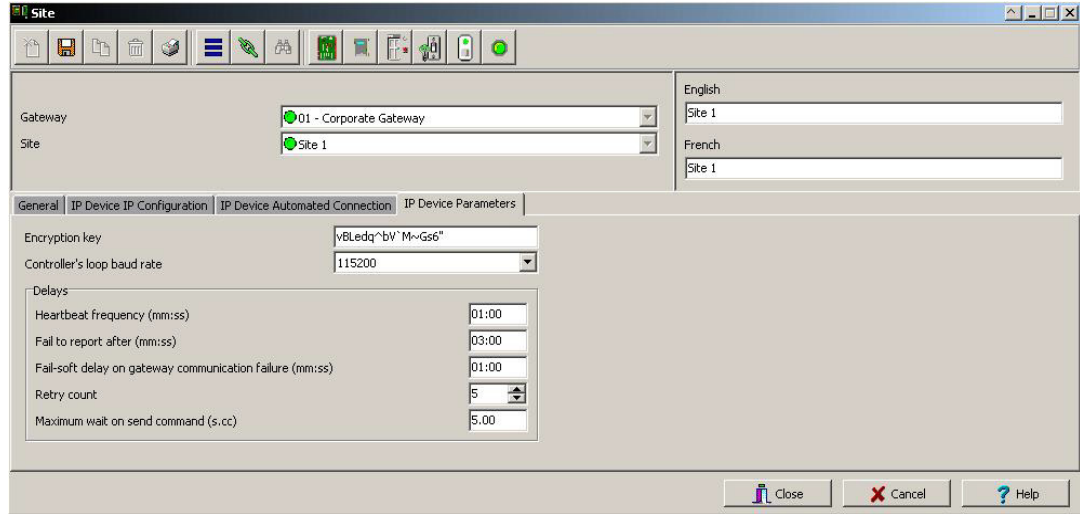 Site
English
Gateway
01 - Corporate Gateway
Site 1
Site
Site 1
French
Site 1
General
IP Device IP Configuration
IP Device Automated Connection
IP Device Parameters
Encryption key
vBLedq^bV`M~Gs6"
Controller's loop baud rate
115200
Delays
Heartbeat frequency (mm:ss)
01:00
Fail to report after (mm:ss)
03:00
Fail-soft delay on gateway communication failure (mm:ss)
01:00
Retry count
5
Maximum wait on send command (s.cc)
5.00
Close
Cancel
Help